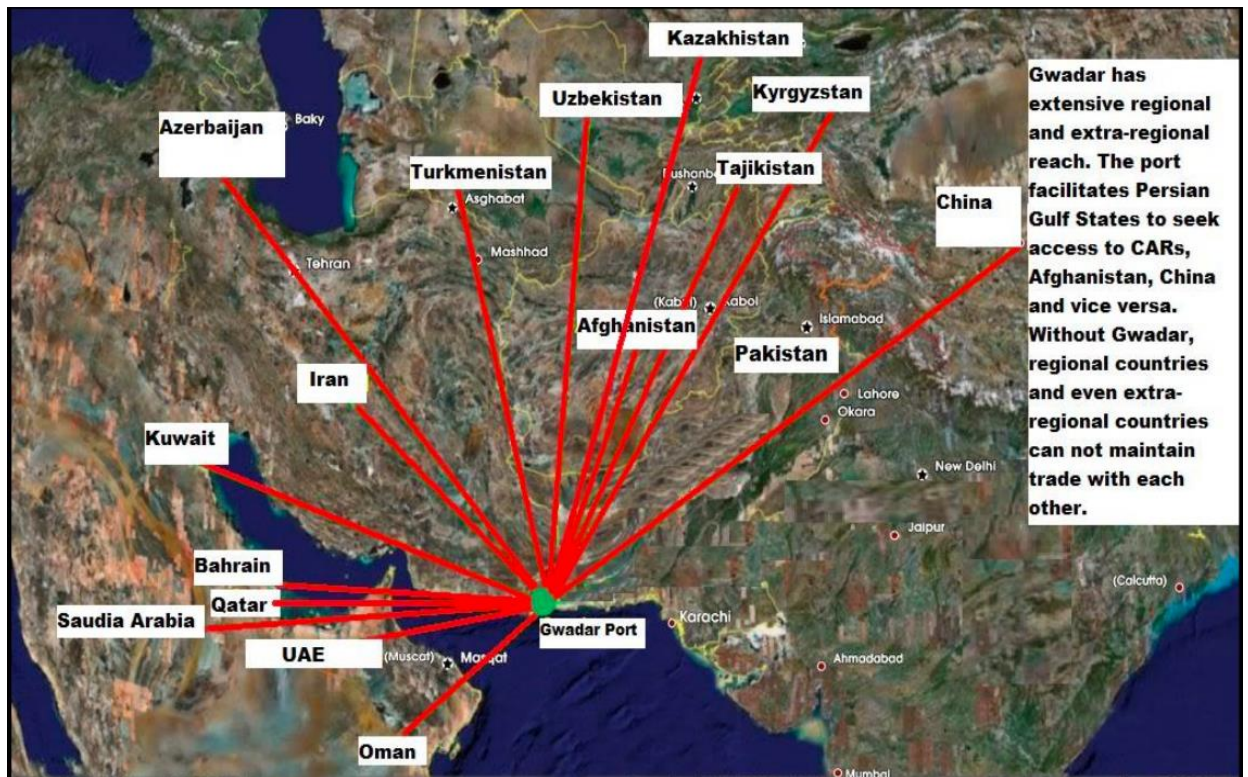 Kazakhistan
Uzbekistan
Kyrgyzstan
Azerbaijan
Baky
Turkmenistan
Asghabat
Tajikistan
China
Mashhad
Tehran
(Kabul)
Kabol
Afghanistan
Islamabad
Pakistan
Iran
Lahore
Okara
Kuwait
New Delhi
Jaipur
Bahrain
Qatar
Saudia Arabia
(Calcutta)
Karachi
Gwadar Port
UAE
(Muscat)
Masqat
Ahmadabad
Oman
Mumbai
Gwadar has
extensive regional
and extra-regional
reach. The port
facilitates Persian
Gulf States to seek
access to CARs,
Afghanistan, China
and vice versa.
Without Gwadar,
regional countries
and even extra-
regional countries
can not maintain
trade with each
other.